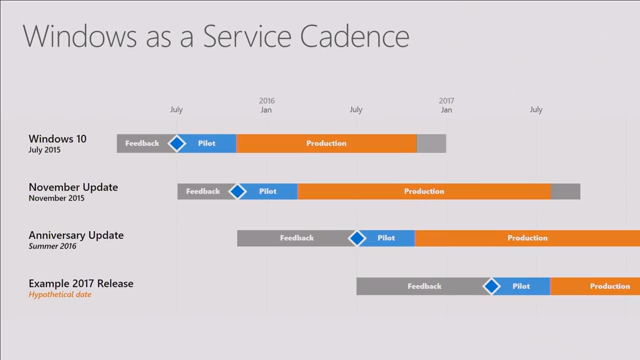 Windows as a Service Cadence
2016 2017
July Jan July Jan July
Windows 10
July 2015
Feedback Pilot Production
November Update
November 2015
Feedback Pilot Production
Anniversary Update
Summer 2016
Feedback Pilot Production
Example 2017 Release
Hypothetical date
Feedback Pilot Production